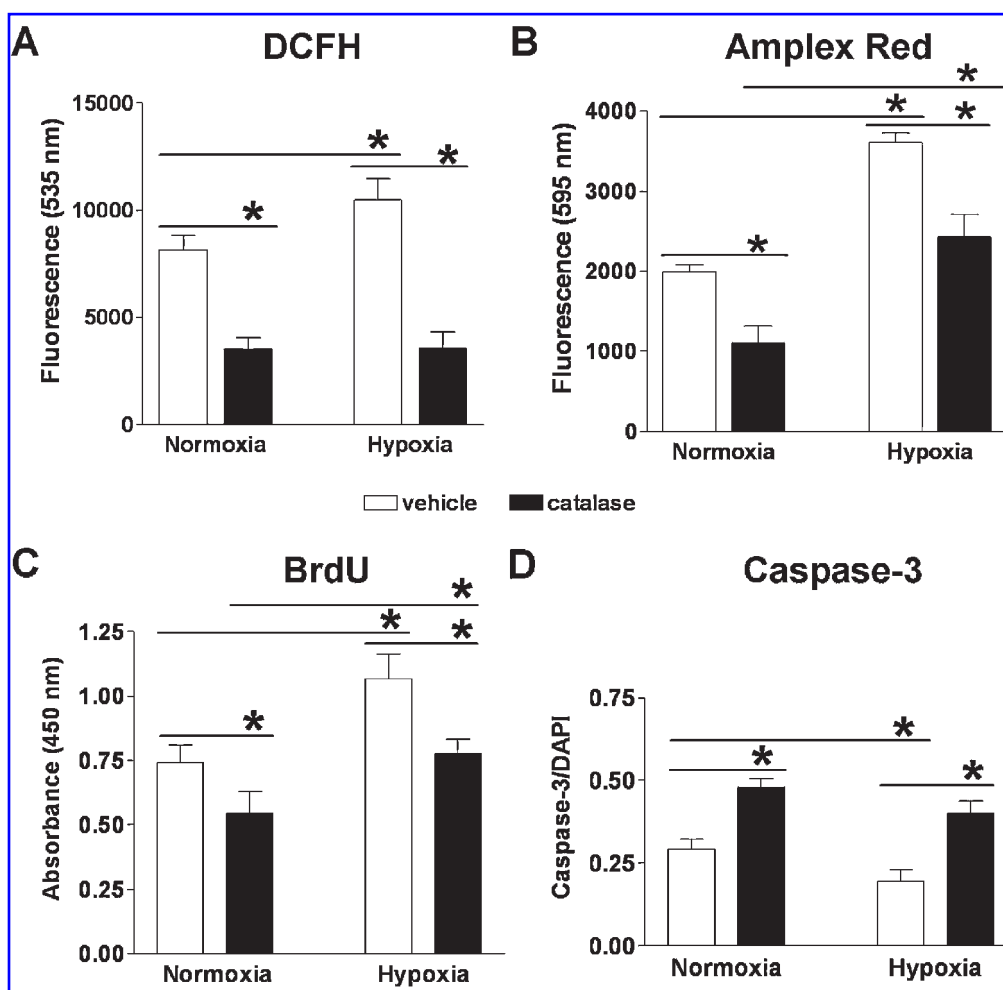 A
DCFH
Fluorescence (535 nm)
15000
10000
5000
0
*
*
*
Normoxia
Hypoxia
B
Amplex Red
Fluorescence (595 nm)
4000
3000
2000
1000
0
*
*
*
*
Normoxia
Hypoxia
vehicle
catalase
C
BrdU
Absorbance (450 nm)
1.25
1.00
0.75
0.50
0.25
0.00
*
*
*
*
Normoxia
Hypoxia
D
Caspase-3
Caspase-3/DAPI
0.75
0.50
0.25
0.00
*
*
*
Normoxia
Hypoxia